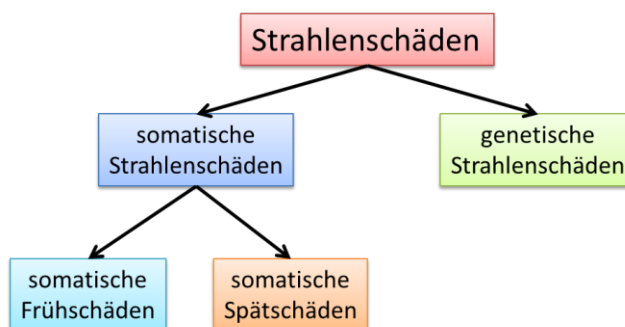 Strahlenschäden
somatische
Strahlenschäden
genetische
Strahlenschäden
somatische
Frühschäden
somatische
Spätschäden